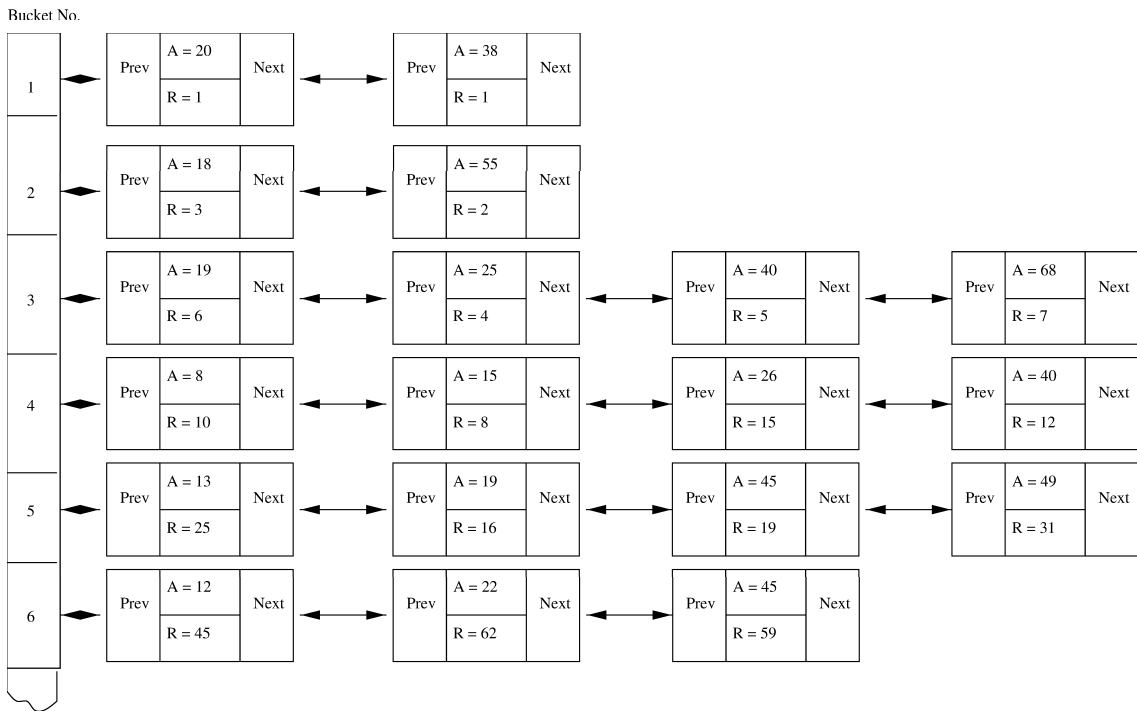 Bucket No.
A = 20 A = 38
Prev Next Prev Next
1
R = 1 R = 1
A = 18 A = 55
Prev Next Prev Next
2
R = 3 R = 2
A = 19 A = 25 A = 40 A = 68
Prev Next Prev Next Prev Next Prev Next
3
R = 6 R = 4 R = 5 R = 7
A = 8 A = 15 A = 26 A = 40
Prev Next Prev Next Prev Next Prev Next
4
R = 10 R = 8 R = 15 R = 12
A = 13 A = 19 A = 45 A = 49
Prev Next Prev Next Prev Next Prev Next
5
R = 25 R = 16 R = 19 R = 31
A = 12 A = 22 A = 45
Prev Next Prev Next Prev Next
6
R = 45 R = 62 R = 59